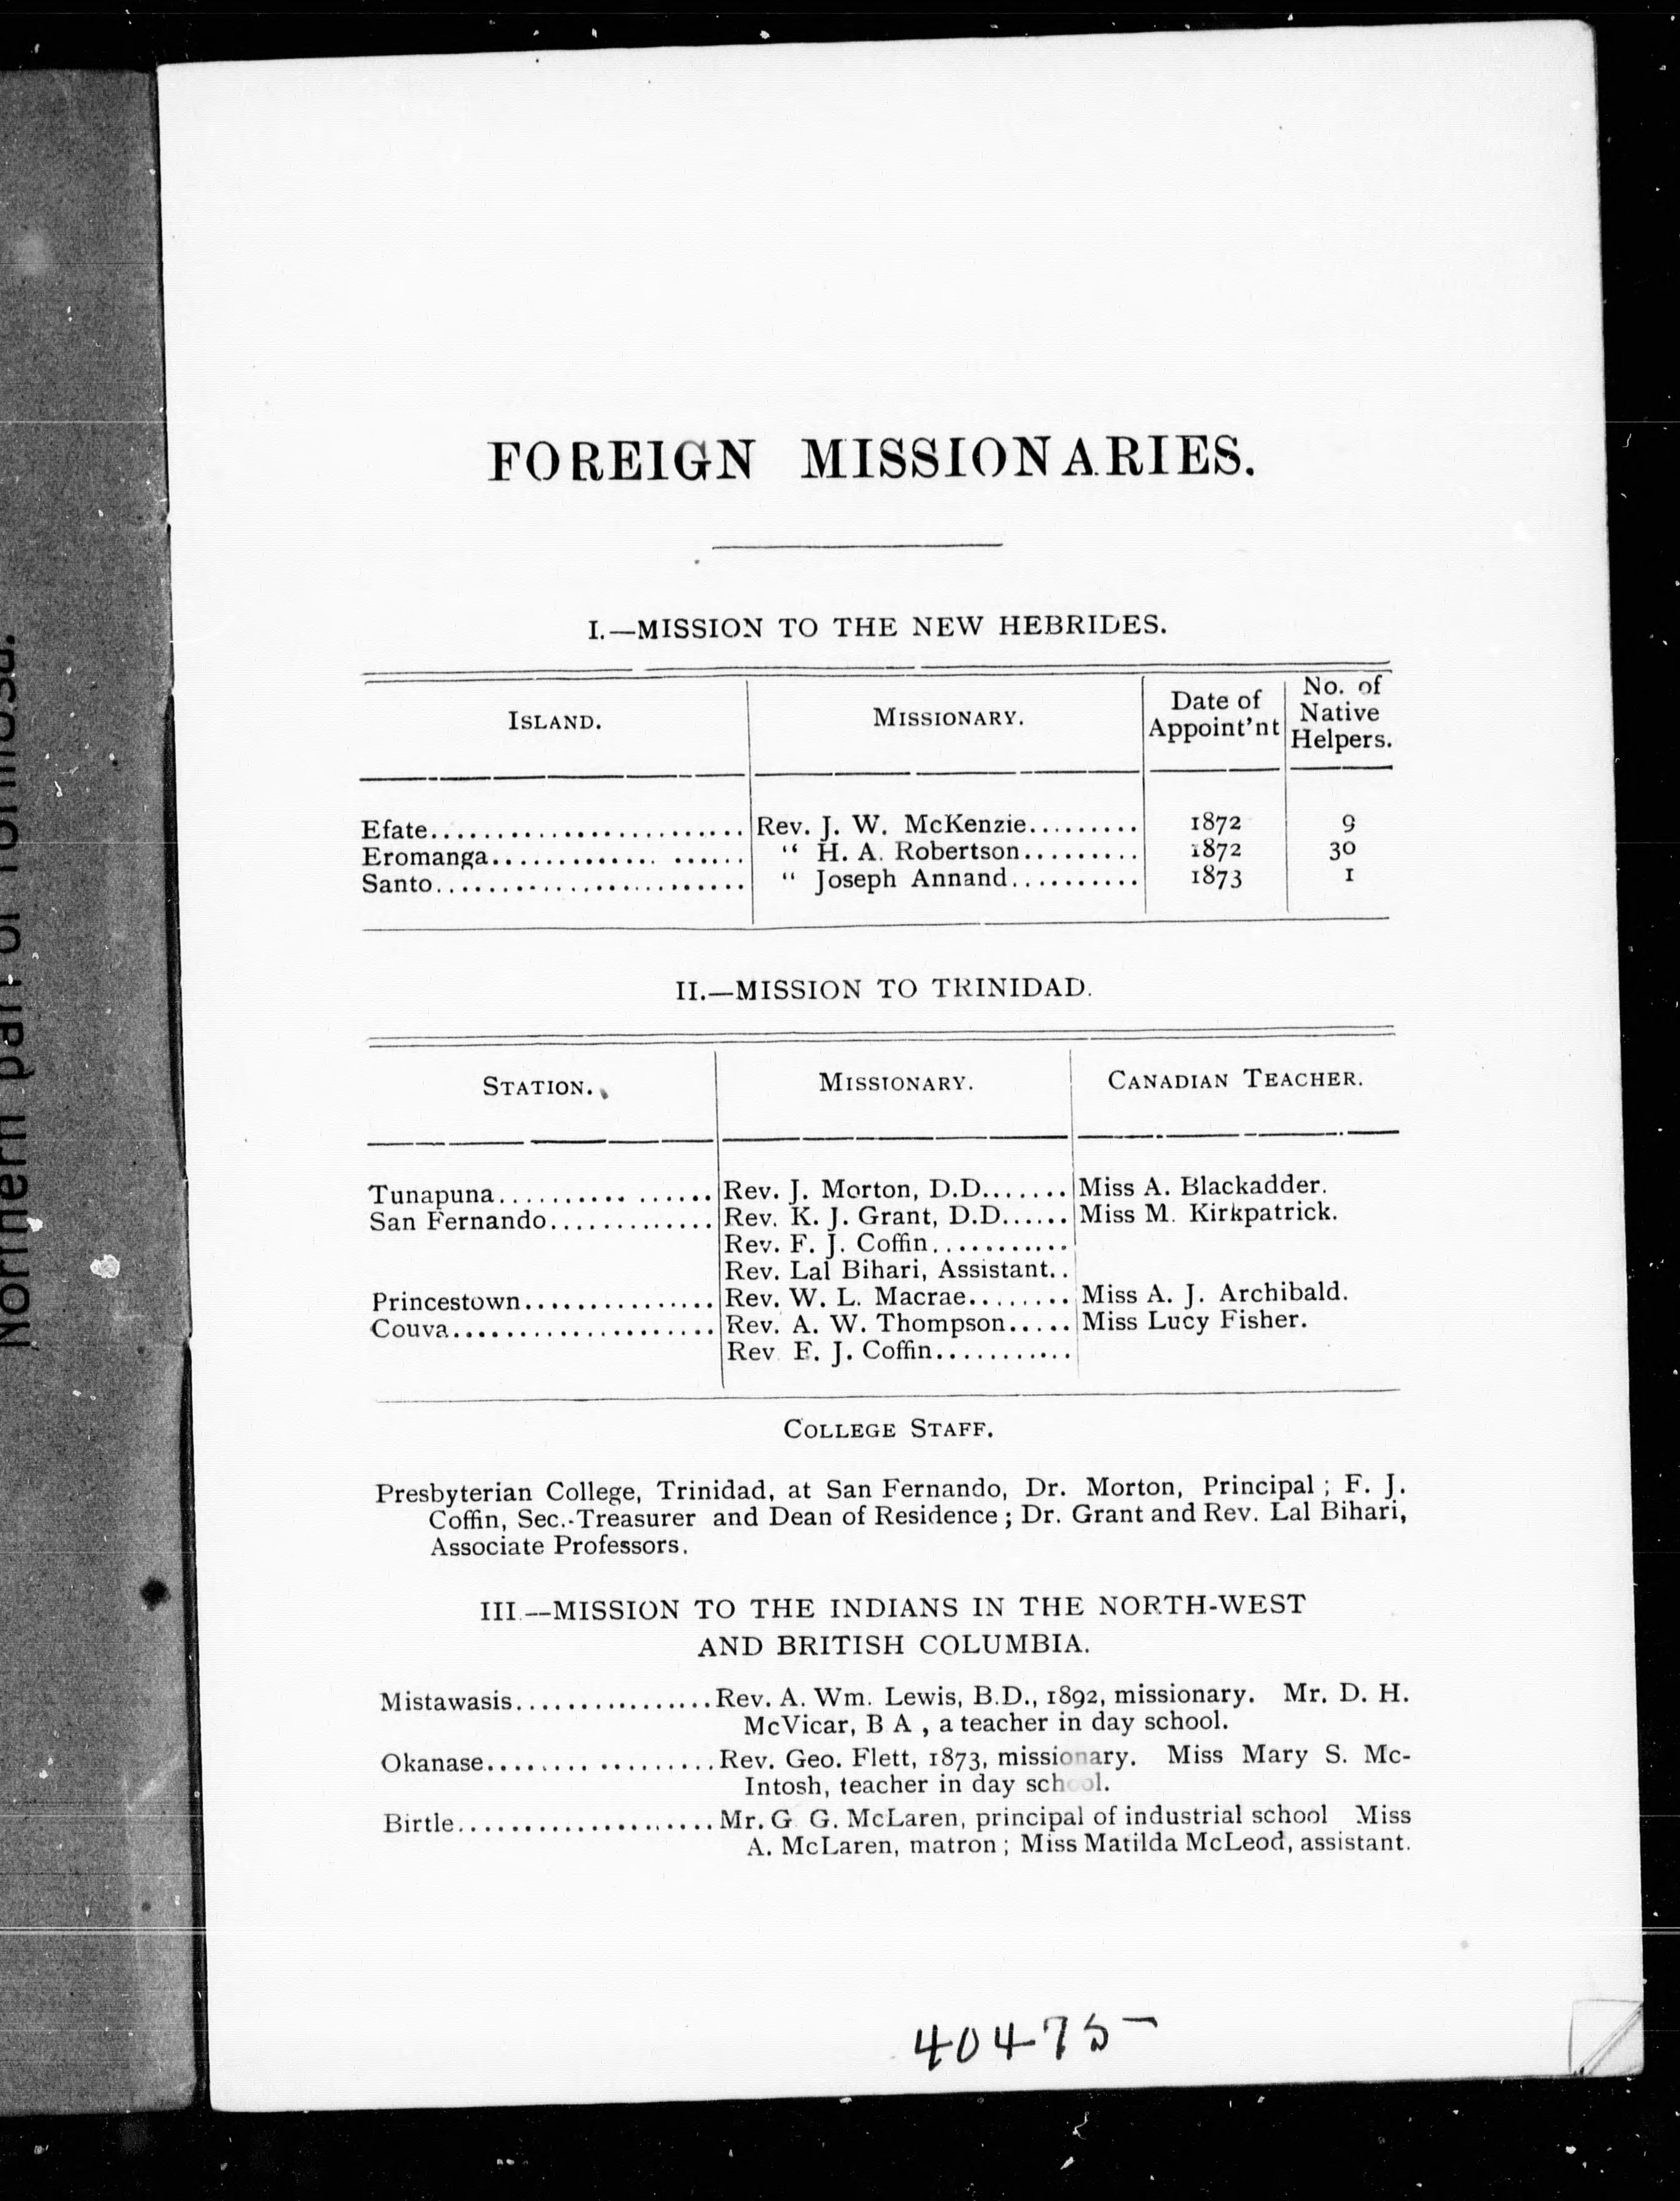 FOREIGN MISSIONARIES.
I.—MISSION TO THE NEW HEBRIDES.
ISLAND. MISSIONARY. Date of Appoint'nt No. of Native Helpers.
Efate........................ Rev. J. W. McKenzie......... 1872 9
Eromanga............. ...... " H. A. Robertson......... 1872 30
Santo........................ " Joseph Annand.......... 1873 1
II.—MISSION TO TRINIDAD.
STATION. MISSIONARY. CANADIAN TEACHER.
Tunapuna.......... ...... Rev. J. Morton, D.D....... Miss A. Blackadder.
San Fernando............. Rev. K. J. Grant, D.D...... Miss M. Kirkpatrick.
Rev. F. J. Coffin...........
Rev. Lal Bihari, Assistant..
Princestown............... Rev. W. L. Macrae........ Miss A. J. Archibald.
Couva.................... Rev. A. W. Thompson..... Miss Lucy Fisher.
Rev F. J. Coffin...........
COLLEGE STAFF.
Presbyterian College, Trinidad, at San Fernando, Dr. Morton, Principal ; F. J.
Coffin, Sec.-Treasurer and Dean of Residence ; Dr. Grant and Rev. Lal Bihari,
Associate Professors.
III.—MISSION TO THE INDIANS IN THE NORTH-WEST
AND BRITISH COLUMBIA.
Mistawasis...............Rev. A. Wm. Lewis, B.D., 1892, missionary. Mr. D. H.
McVicar, B A , a teacher in day school.
Okanase........ .........Rev. Geo. Flett, 1873, missionary. Miss Mary S. Mc-
Intosh, teacher in day school.
Birtle....................Mr. G G. McLaren, principal of industrial school Miss
A. McLaren, matron ; Miss Matilda McLeod, assistant.
40475
Northern part of Formosa.